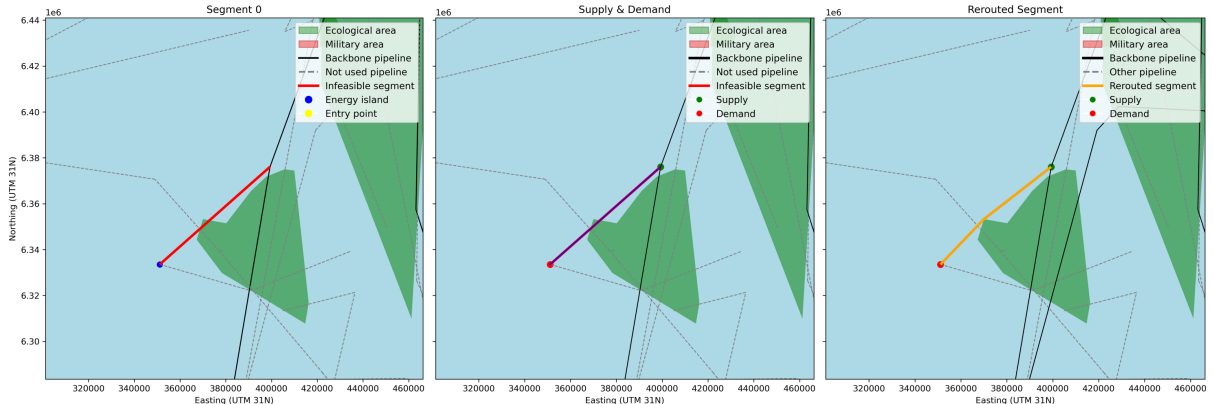 Segment 0
1e6
6.44
6.42
6.40
6.38
6.36
6.34
6.32
6.30
Northing (UTM 31N)
320000 340000 360000 380000 400000 420000 440000 460000
Easting (UTM 31N)
Ecological area
Military area
Backbone pipeline
Not used pipeline
Infeasible segment
Energy island
Entry point
Supply & Demand
1e6
320000 340000 360000 380000 400000 420000 440000 460000
Easting (UTM 31N)
Ecological area
Military area
Backbone pipeline
Not used pipeline
Infeasible segment
Supply
Demand
Rerouted Segment
1e6
320000 340000 360000 380000 400000 420000 440000 460000
Easting (UTM 31N)
Ecological area
Military area
Backbone pipeline
Other pipeline
Rerouted segment
Supply
Demand